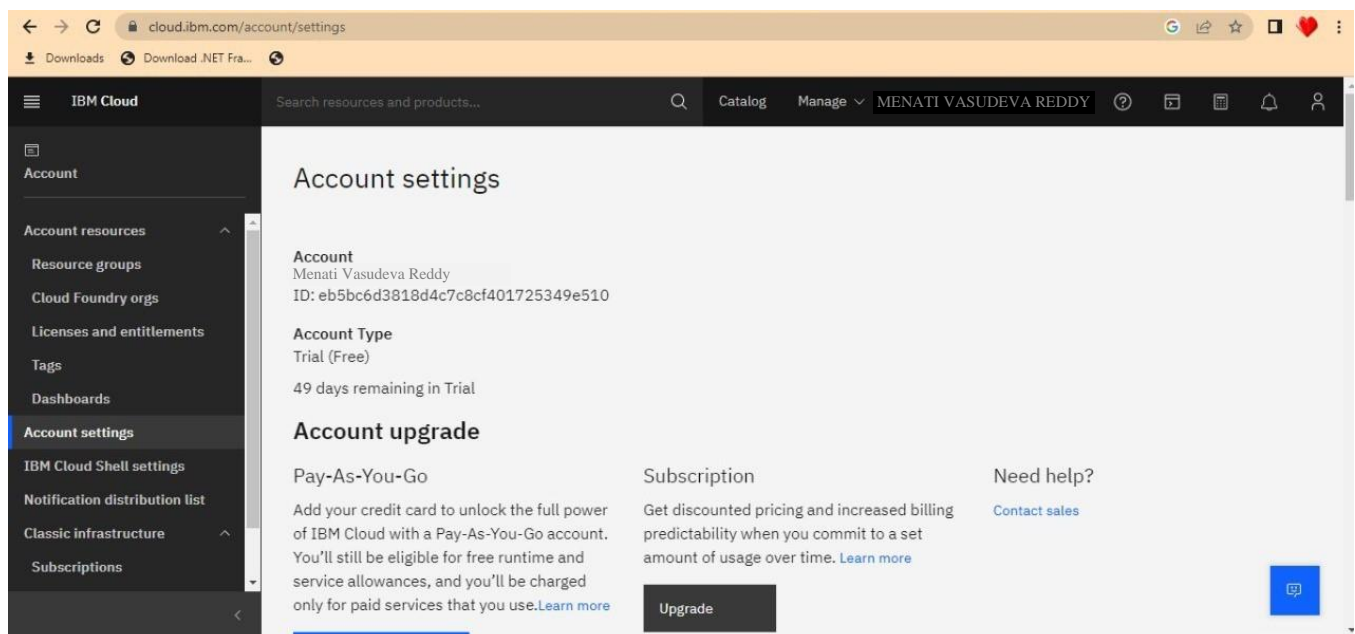 cloud.ibm.com/account/settings
Downloads Download .NET Fra...
IBM Cloud
Search resources and products...
Catalog Manage MENATI VASUDEVA REDDY
Account
Account resources
Resource groups
Cloud Foundry orgs
Licenses and entitlements
Tags
Dashboards
Account settings
IBM Cloud Shell settings
Notification distribution list
Classic infrastructure
Subscriptions
Account settings
Account
Menati Vasudeva Reddy
ID: eb5bc6d3818d4c7c8cf401725349e510
Account Type
Trial (Free)
49 days remaining in Trial
Account upgrade
Pay-As-You-Go
Add your credit card to unlock the full power
of IBM Cloud with a Pay-As-You-Go account.
You'll still be eligible for free runtime and
service allowances, and you'll be charged
only for paid services that you use.Learn more
Subscription
Get discounted pricing and increased billing
predictability when you commit to a set
amount of usage over time. Learn more
Upgrade
Need help?
Contact sales